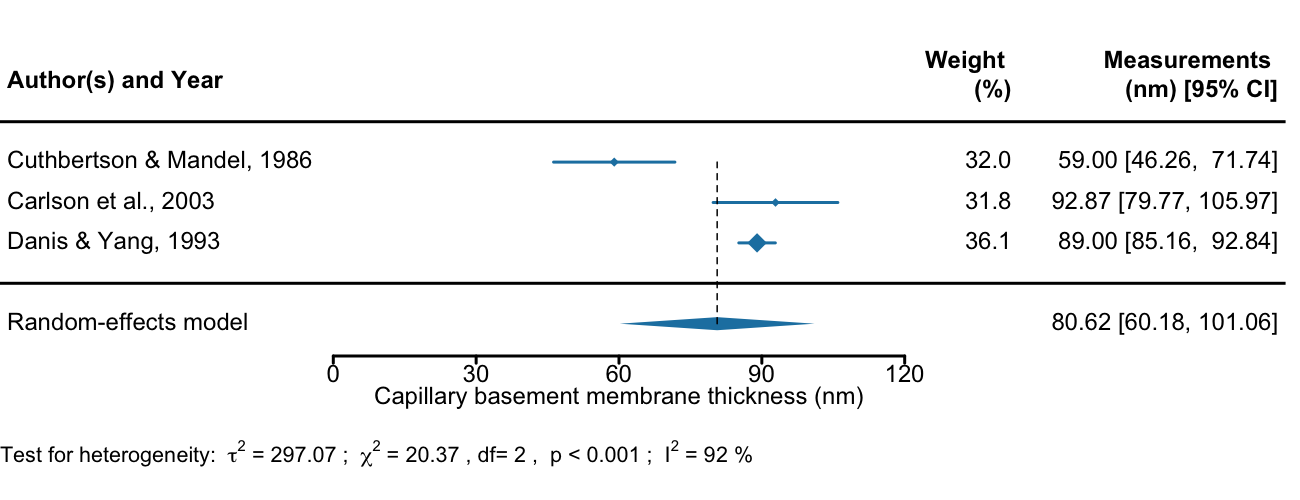 Author(s) and Year Weight (%) Measurements (nm) [95% CI]
Cuthbertson & Mandel, 1986 32.0 59.00 [46.26, 71.74]
Carlson et al., 2003 31.8 92.87 [79.77, 105.97]
Danis & Yang, 1993 36.1 89.00 [85.16, 92.84]
Random-effects model 80.62 [60.18, 101.06]
0 30 60 90 120
Capillary basement membrane thickness (nm)
Test for heterogeneity: τ² = 297.07 ; χ² = 20.37 , df= 2 , p < 0.001 ; I² = 92 %